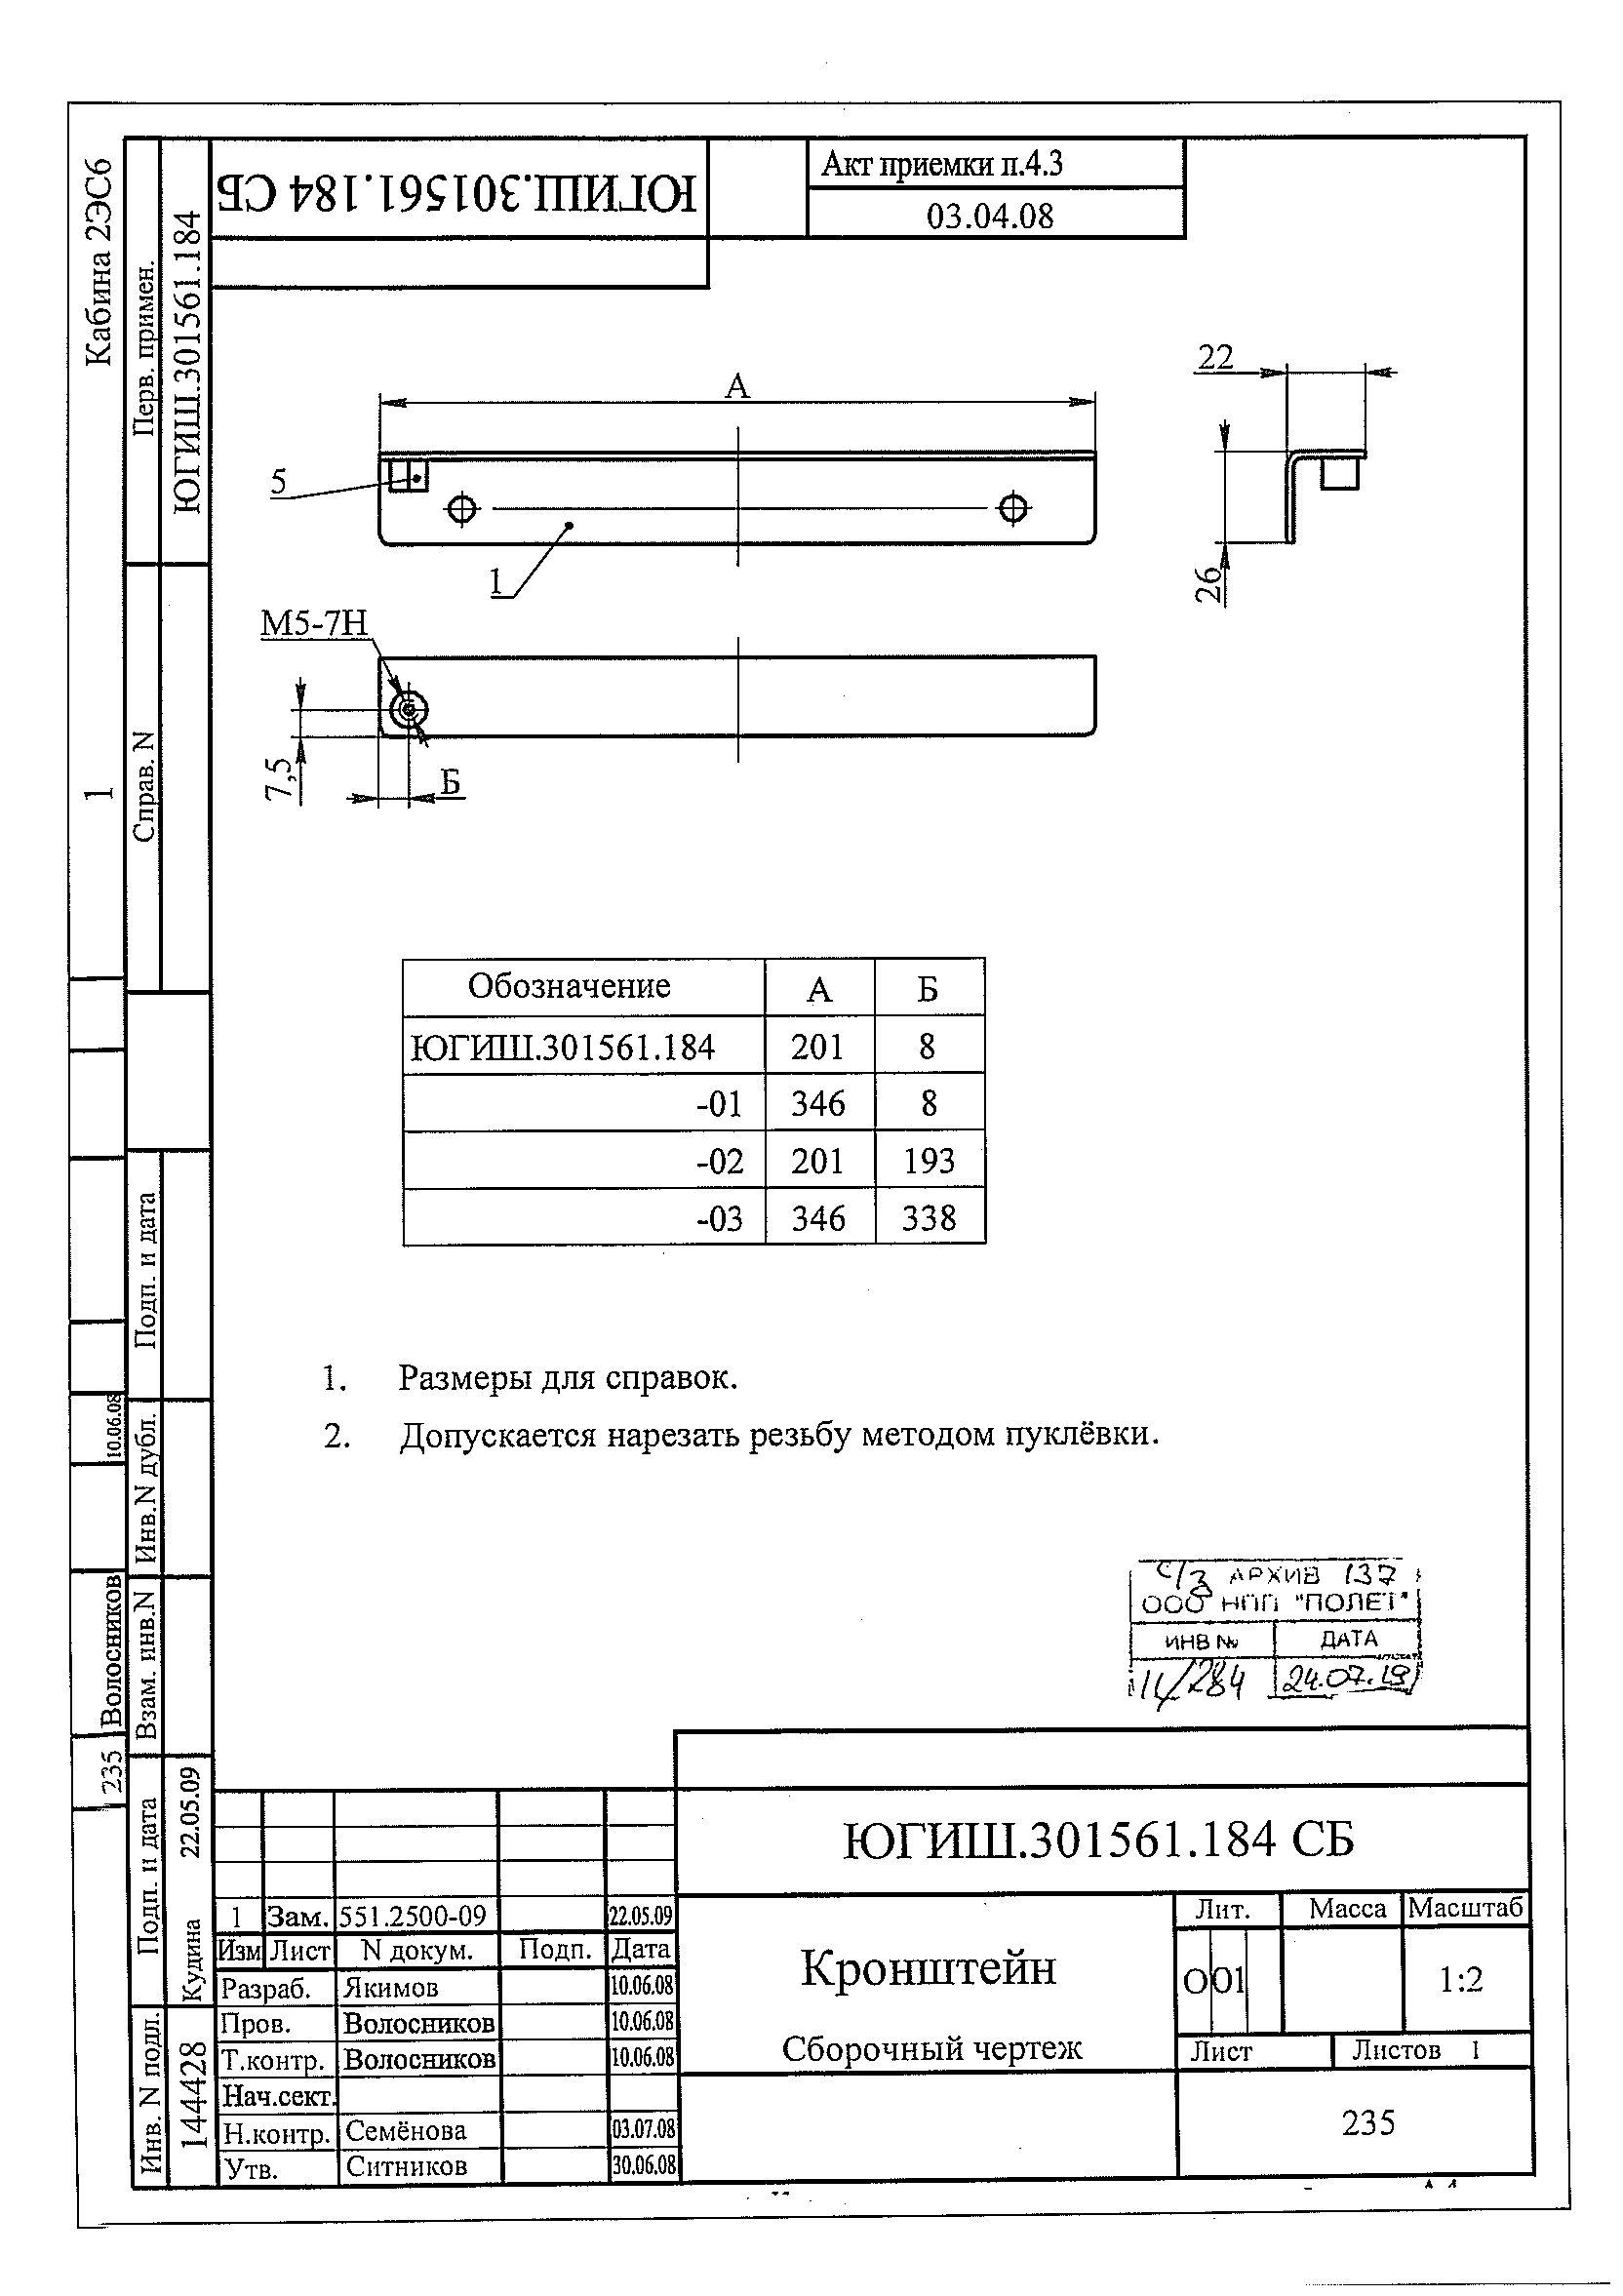 Кабина 2ЭС6
Перв. примен.
ЮГИШ.301561.184
ЮГИШ.301561.184 СБ
Акт приемки п.4.3
03.04.08
А
22
5
1
26
М5-7Н
7,5
Б
1
Справ. N
Обозначение А Б
ЮГИШ.301561.184 201 8
-01 346 8
-02 201 193
-03 346 338
1. Размеры для справок.
2. Допускается нарезать резьбу методом пуклёвки.
Подп. и дата
Инв.N дубл.
10.06.08
Взам. инв.N
Волосников
235
Подп. и дата
Кудина 22.05.09
Инв. N подл.
144428
С/З АРХИВ 137
ООО НПП "ПОЛЕТ"
ИНВ № ДАТА
14/284 24.07.19
ЮГИШ.301561.184 СБ
1 Зам. 551.2500-09 22.05.09
Изм Лист N докум. Подп. Дата
Разраб. Якимов 10.06.08
Пров. Волосников 10.06.08
Т.контр. Волосников 10.06.08
Нач.сект.
Н.контр. Семёнова 03.07.08
Утв. Ситников 30.06.08
Кронштейн
Сборочный чертеж
Лит. Масса Масштаб
О О1 1:2
Лист Листов 1
235